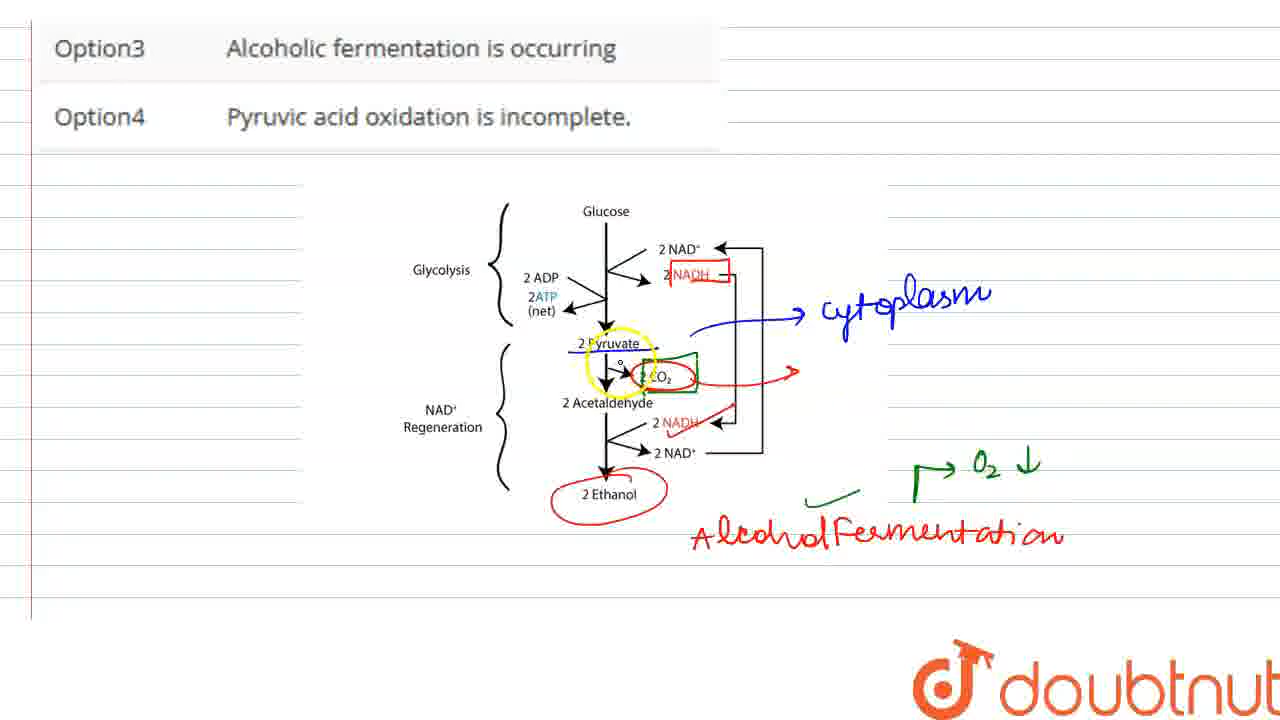 Option3 Alcoholic fermentation is occurring
Option4 Pyruvic acid oxidation is incomplete.
Glucose
2 NAD⁺
Glycolysis
2 NADH
2 ADP
2ATP
(net)
cytoplasm
2 Pyruvate
2 CO₂
2 Acetaldehyde
NAD⁺
Regeneration
2 NADH
2 NAD⁺
O₂ ↓
2 Ethanol
Alcohol Fermentation
doubtnut